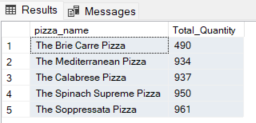 Results Messages
pizza_name Total_Quantity
1 The Brie Carre Pizza 490
2 The Mediterranean Pizza 934
3 The Calabrese Pizza 937
4 The Spinach Supreme Pizza 950
5 The Soppressata Pizza 961